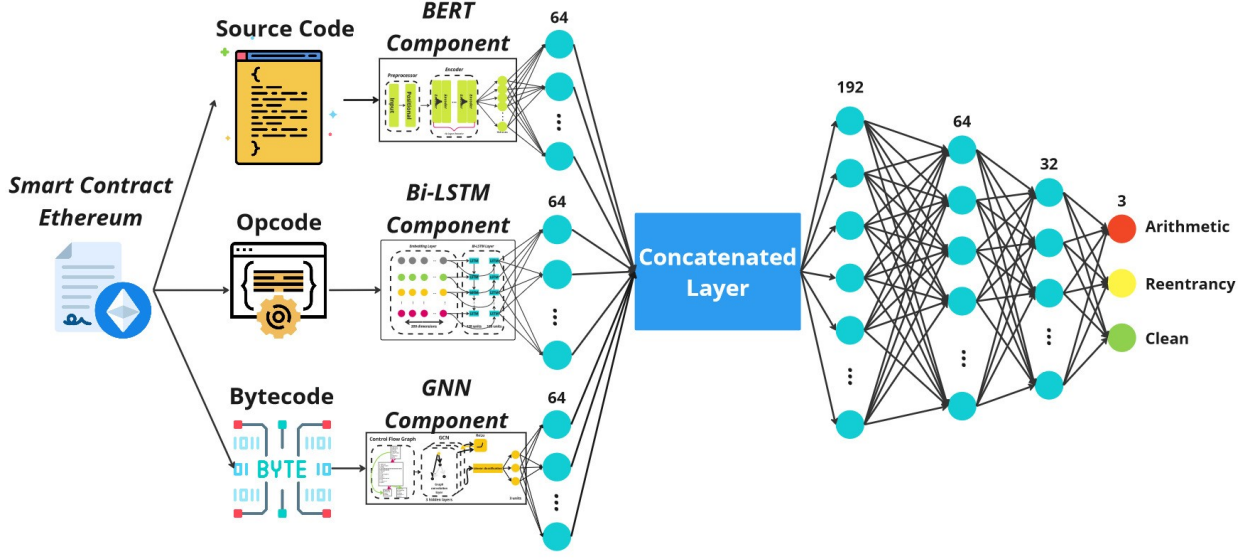 BERT
Component
64
Source Code
Preprocessor
Encoder
Input
Positional
192
64
32
3
Arithmetic
Reentrancy
Clean
Smart Contract
Ethereum
Bi-LSTM
Component
64
Opcode
Embedding Layer
Bi-LSTM Layer
Concatenated
Layer
GNN
Component
64
Bytecode
BYTE
Control Flow Graph
GCN